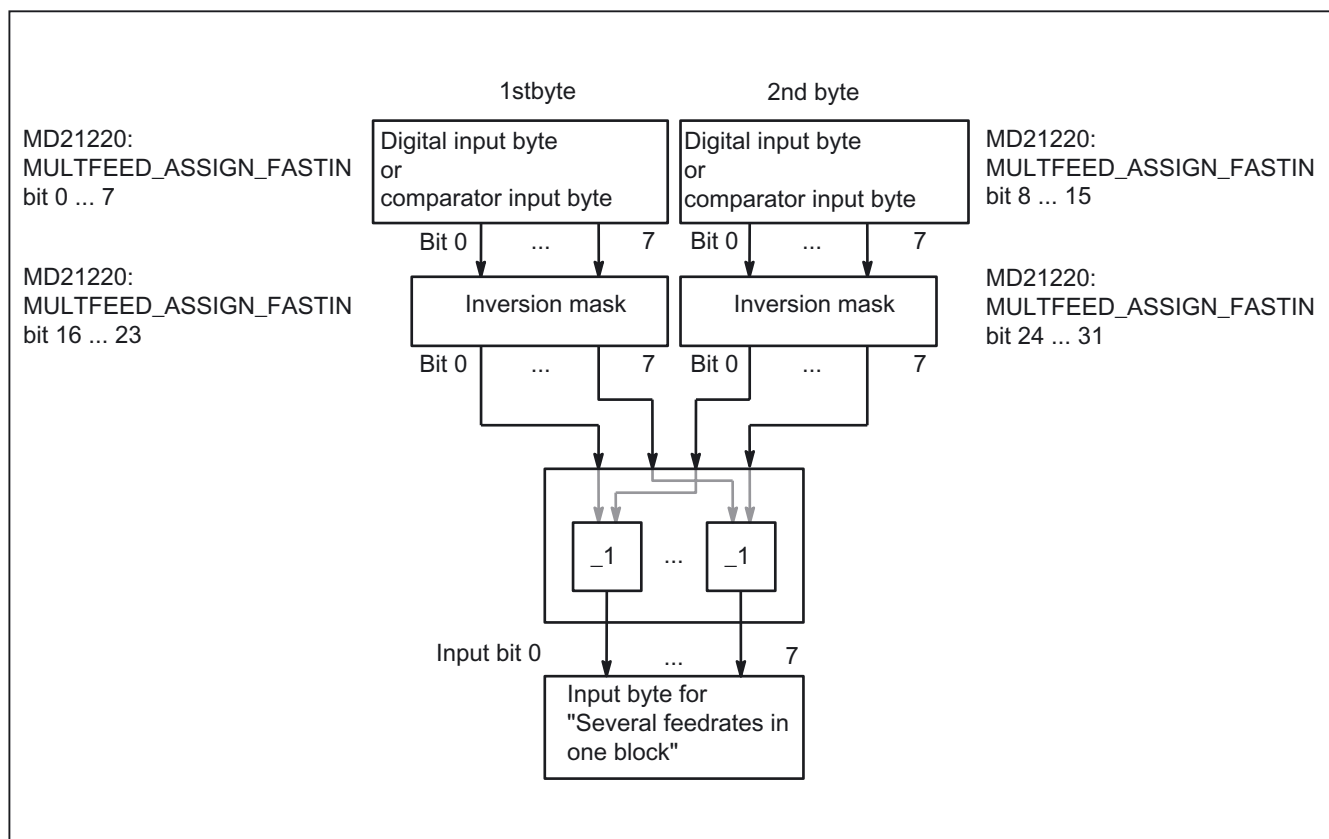 1stbyte 2nd byte
MD21220:
MULTFEED_ASSIGN_FASTIN
bit 0 ... 7
Digital input byte
or
comparator input byte
Digital input byte
or
comparator input byte
MD21220:
MULTFEED_ASSIGN_FASTIN
bit 8 ... 15
Bit 0 ... 7 Bit 0 ... 7
MD21220:
MULTFEED_ASSIGN_FASTIN
bit 16 ... 23
Inversion mask
Inversion mask
MD21220:
MULTFEED_ASSIGN_FASTIN
bit 24 ... 31
Bit 0 ... 7 Bit 0 ... 7
_1 ... _1
Input bit 0 ... 7
Input byte for
"Several feedrates in
one block"